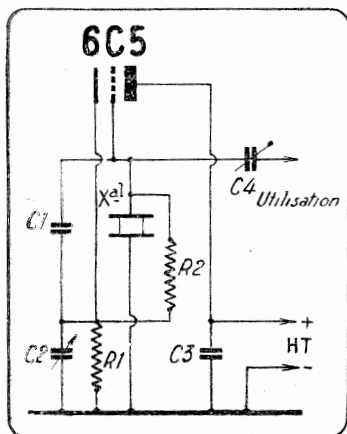 6C5
Xal
C4
Utilisation
C1
R2
C2
R1
C3
+
HT
-